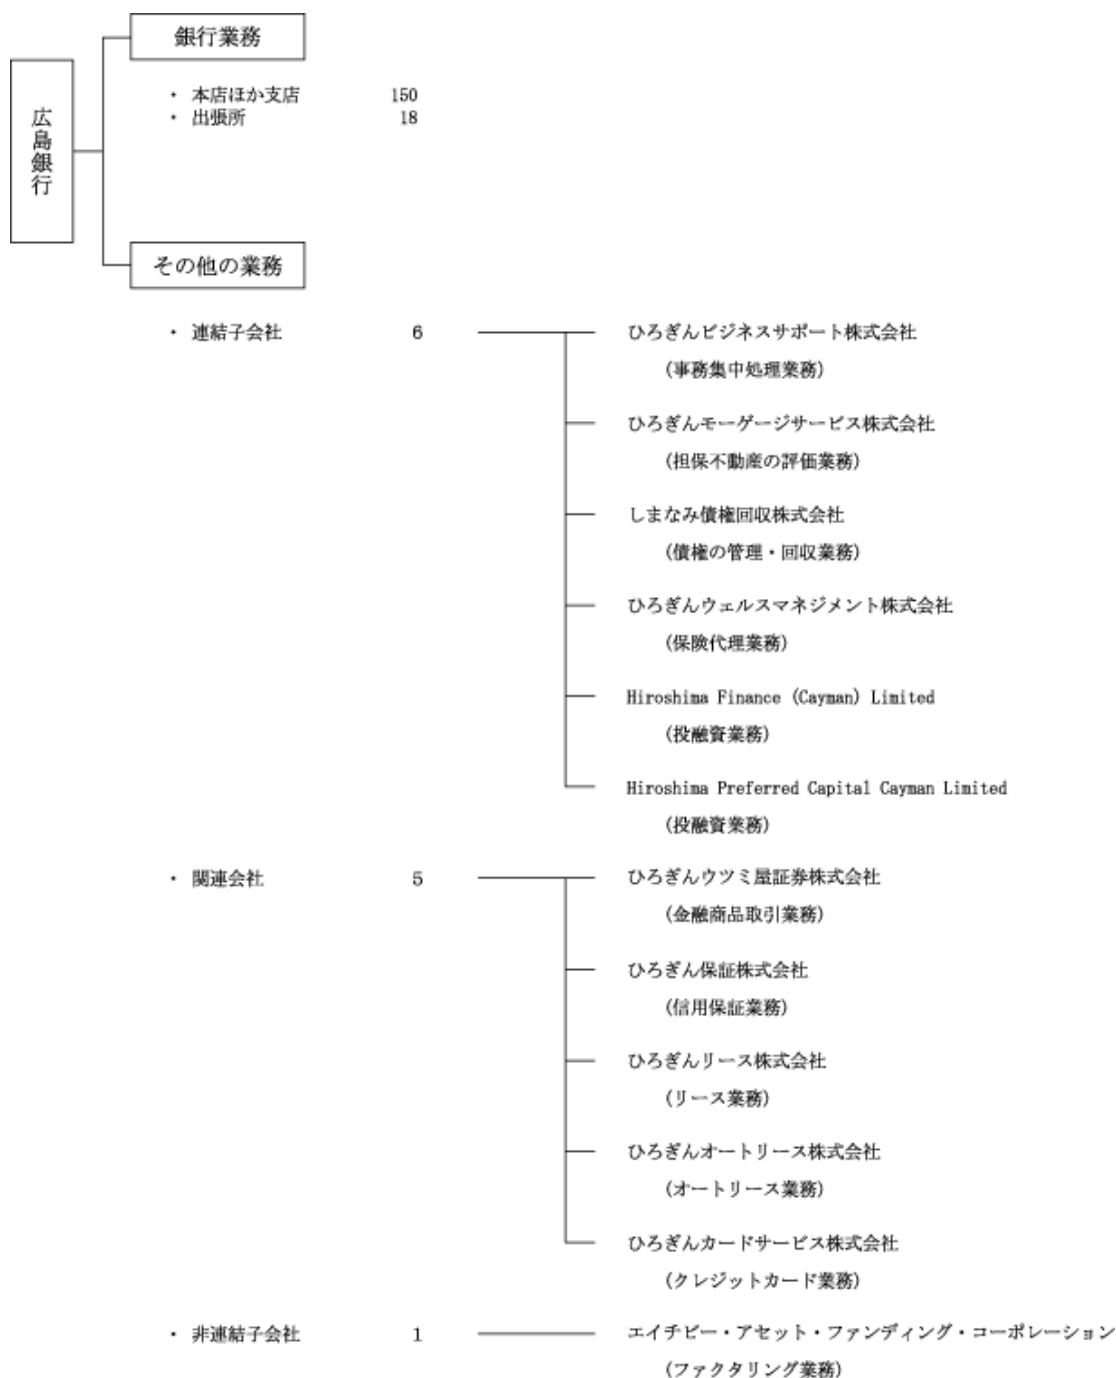 広島銀行
銀行業務
・ 本店ほか支店 150
・ 出張所 18
その他の業務
・ 連結子会社 6
ひろぎんビジネスサポート株式会社
(事務集中処理業務)
ひろぎんモーゲージサービス株式会社
(担保不動産の評価業務)
しまなみ債権回収株式会社
(債権の管理・回収業務)
ひろぎんウェルスマネジメント株式会社
(保険代理業務)
Hiroshima Finance (Cayman) Limited
(投融資業務)
Hiroshima Preferred Capital Cayman Limited
(投融資業務)
・ 関連会社 5
ひろぎんウツミ屋証券株式会社
(金融商品取引業務)
ひろぎん保証株式会社
(信用保証業務)
ひろぎんリース株式会社
(リース業務)
ひろぎんオートリース株式会社
(オートリース業務)
ひろぎんカードサービス株式会社
(クレジットカード業務)
・ 非連結子会社 1
エイチビー・アセット・ファンディング・コーポレーション
(ファクタリング業務)